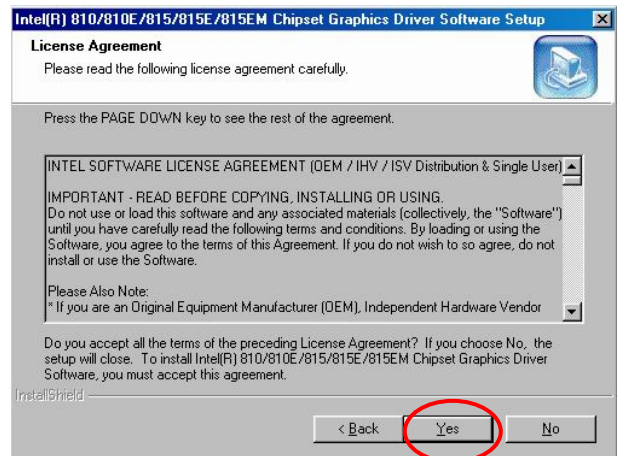 Intel(R) 810/810E/815/815E/815EM Chipset Graphics Driver Software Setup
License Agreement
Please read the following license agreement carefully.
Press the PAGE DOWN key to see the rest of the agreement.
INTEL SOFTWARE LICENSE AGREEMENT (OEM / IHV / ISV Distribution & Single User)
IMPORTANT - READ BEFORE COPYING, INSTALLING OR USING.
Do not use or load this software and any associated materials (collectively, the "Software")
until you have carefully read the following terms and conditions. By loading or using the
Software, you agree to the terms of this Agreement. If you do not wish to so agree, do not
install or use the Software.
Please Also Note:
* If you are an Original Equipment Manufacturer (OEM), Independent Hardware Vendor
Do you accept all the terms of the preceding License Agreement? If you choose No, the
setup will close. To install Intel(R) 810/810E/815/815E/815EM Chipset Graphics Driver
Software, you must accept this agreement.
InstallShield
< Back
Yes
No